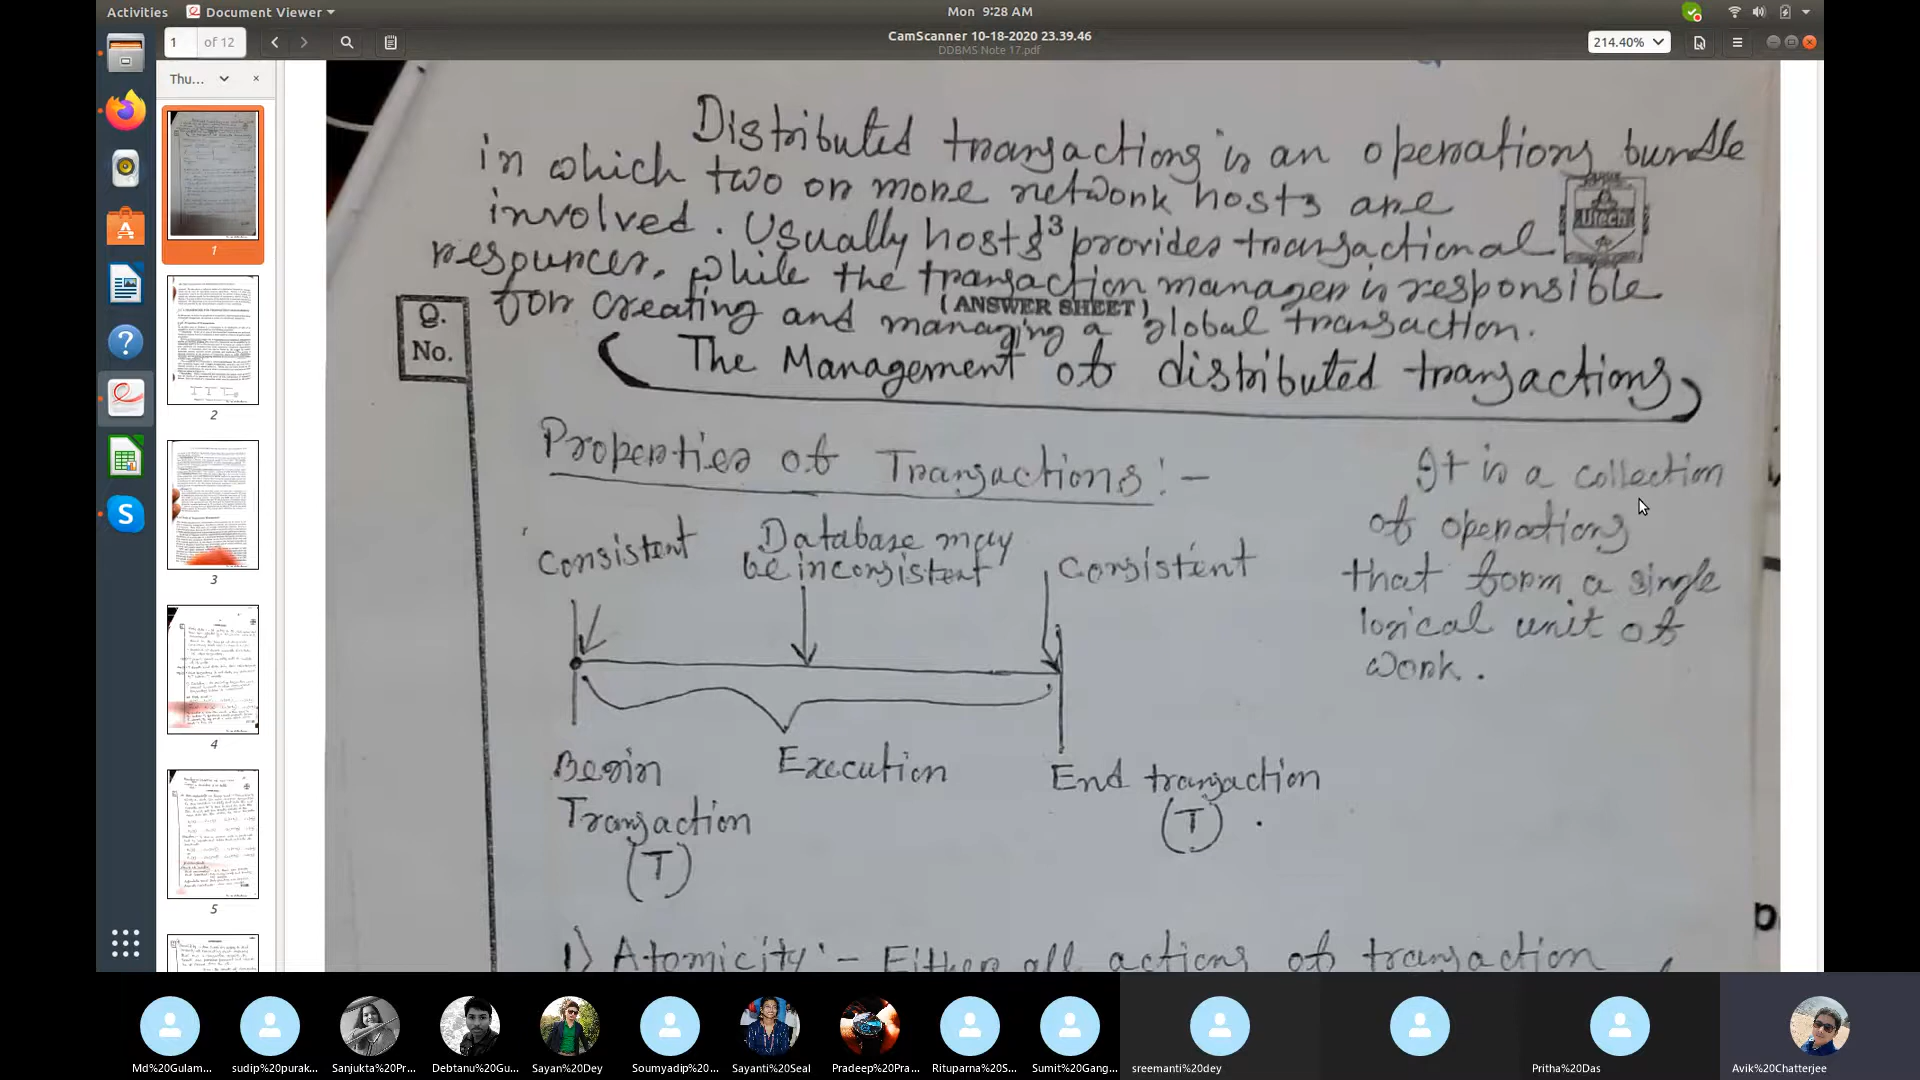 Activities
Document Viewer
Mon 9:28 AM
1 of 12
CamScanner 10-18-2020 23.39.46
DDBMS Note 17.pdf
214.40%
Thu...
1
2
3
4
5
Distributed transactions is an operations bundle
in which two or more network hosts are
involved. Usually hosts provides transactional
resources, while the transaction manager is responsible
for creating and managing a global transaction.
13
UTech
(ANSWER SHEET)
Q.
No.
The Management of distributed transactions
Properties of Transactions :-
It is a collection
of operations
that form a single
logical unit of
work.
Consistent
Database may
be inconsistent
Consistent
Begin
Transaction
(T)
Execution
End transaction
(T) .
1) Atomicity :- Either all actions of transaction
Md%20Gulam...
sudip%20purak...
Sanjukta%20Pr...
Debtanu%20Gu...
Sayan%20Dey
Soumyadip%20...
Sayanti%20Seal
Pradeep%20Pra...
Rituparna%20S...
Sumit%20Gang...
sreemanti%20dey
Pritha%20Das
Avik%20Chatterjee